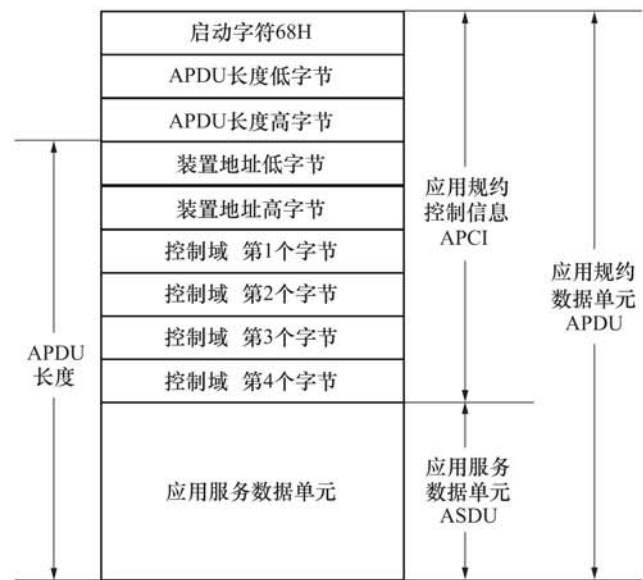 启动字符68H
APDU长度低字节
APDU长度高字节
装置地址低字节
装置地址高字节
控制域 第1个字节
控制域 第2个字节
控制域 第3个字节
控制域 第4个字节
应用服务数据单元
APDU
长度
应用规约
控制信息
APCI
应用服务
数据单元
ASDU
应用规约
数据单元
APDU